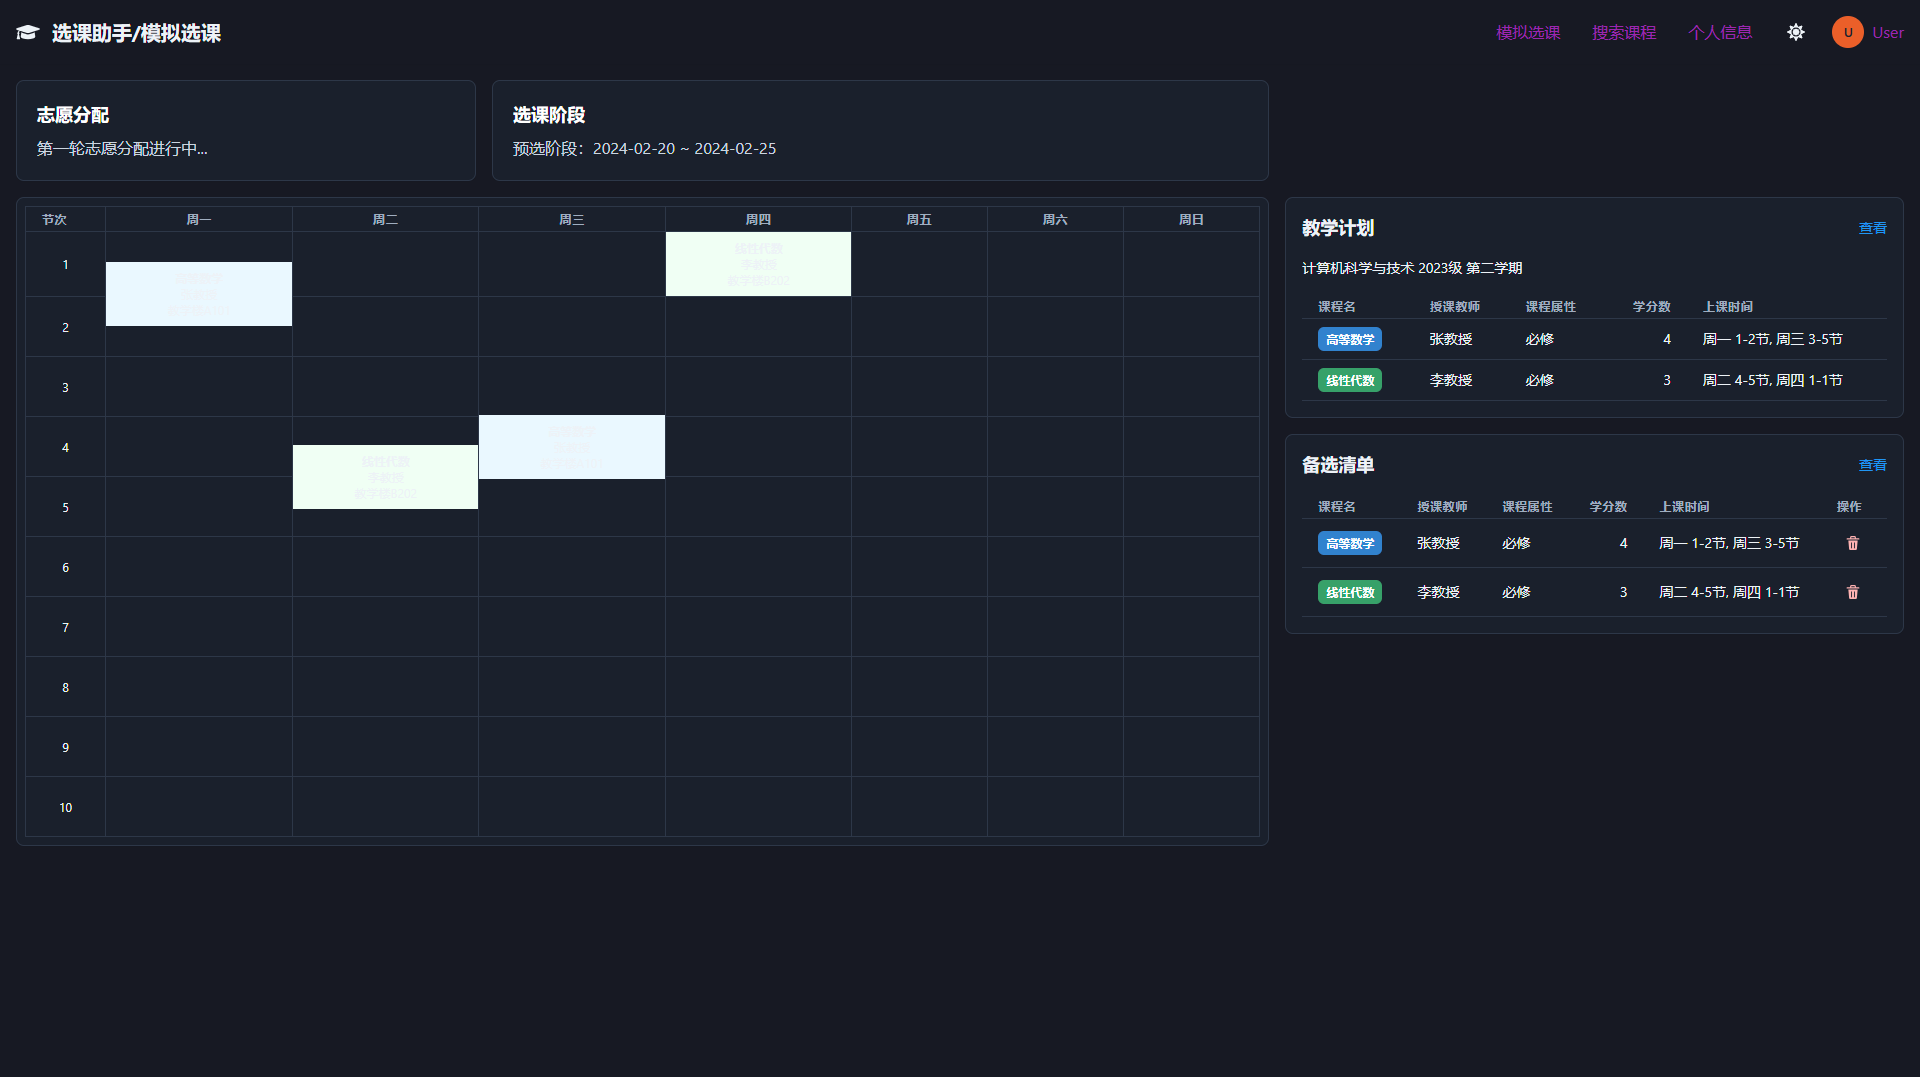 选课助手/模拟选课
模拟选课 搜索课程 个人信息 U User
志愿分配
第一轮志愿分配进行中...
选课阶段
预选阶段：2024-02-20 ~ 2024-02-25
节次 周一 周二 周三 周四 周五 周六 周日
1
线性代数
李教授
教学楼B202
2
3
4
线性代数
李教授
教学楼B202
5
6
7
8
9
10
教学计划 查看
计算机科学与技术 2023级 第二学期
课程名 授课教师 课程属性 学分数 上课时间
高等数学 张教授 必修 4 周一 1-2节, 周三 3-5节
线性代数 李教授 必修 3 周二 4-5节, 周四 1-1节
备选清单 查看
课程名 授课教师 课程属性 学分数 上课时间 操作
高等数学 张教授 必修 4 周一 1-2节, 周三 3-5节
线性代数 李教授 必修 3 周二 4-5节, 周四 1-1节